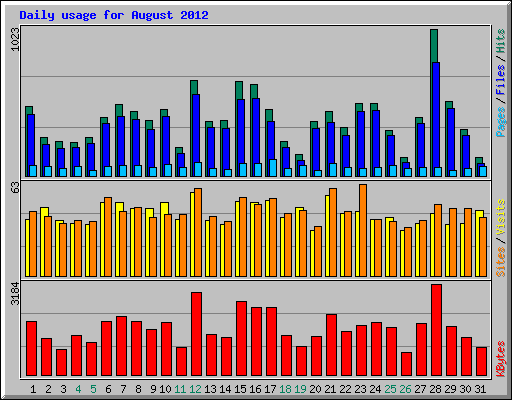 Daily usage for August 2012
1023
Pages / Files / Hits
63
Sites / Visits
3184
KBytes
1 2 3 4 5 6 7 8 9 10 11 12 13 14 15 16 17 18 19 20 21 22 23 24 25 26 27 28 29 30 31